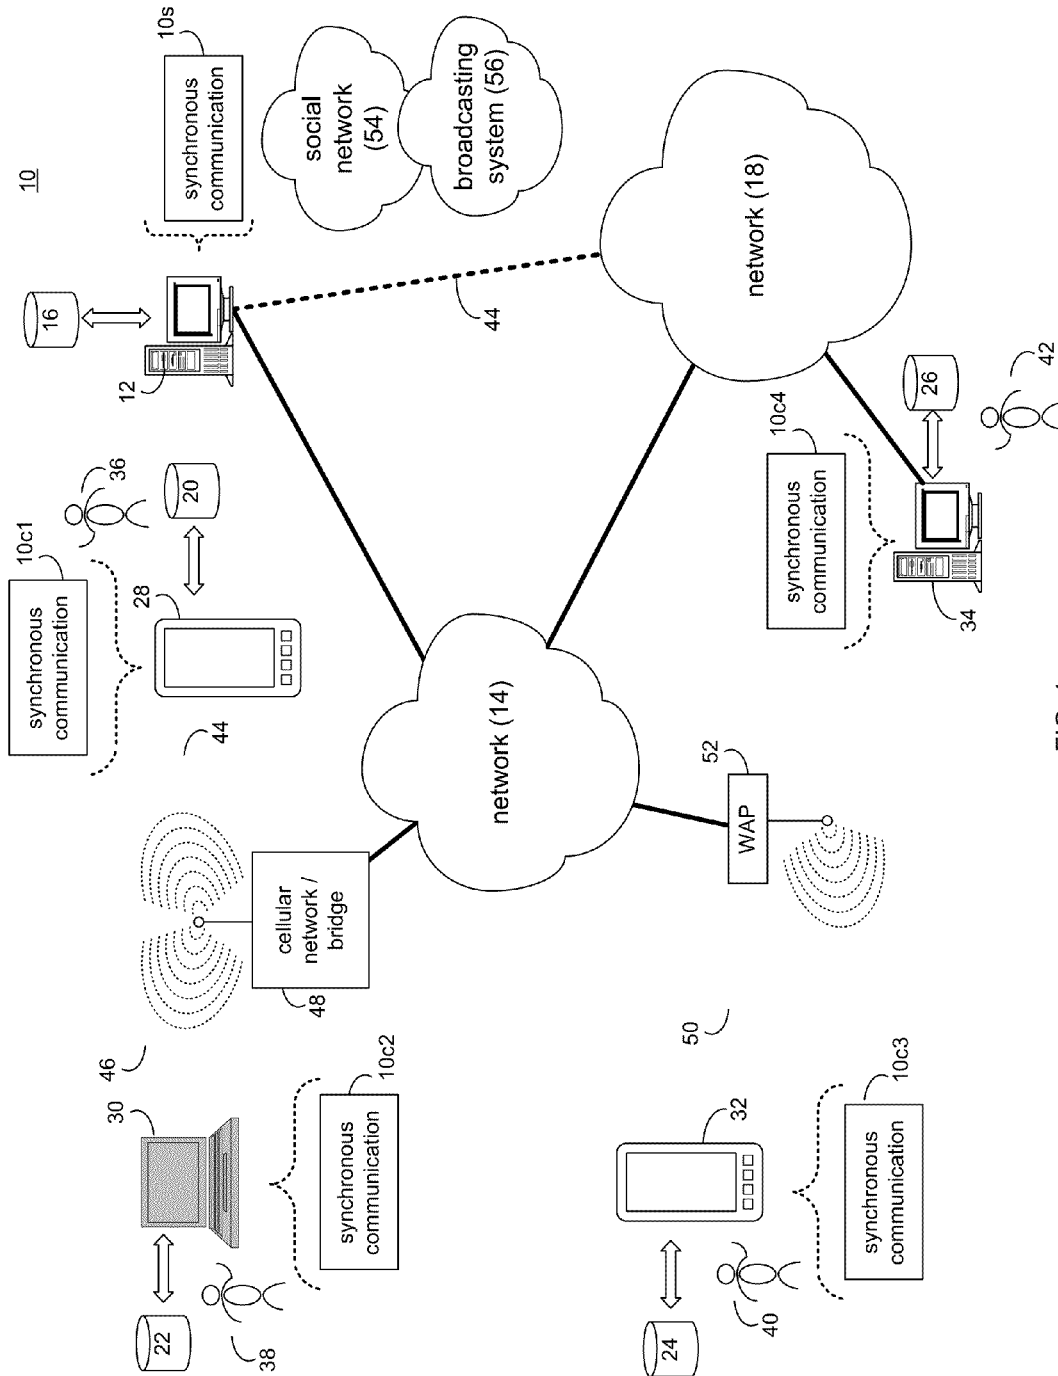 10
synchronous
communication
10c1
16
22
30
46
synchronous
communication
10s
12
36
20
28
44
38
48
cellular
network /
bridge
synchronous
communication
10c2
social
network
(54)
broadcasting
system (56)
44
network (14)
24
32
50
52
WAP
40
network (18)
synchronous
communication
10c4
synchronous
communication
10c3
26
34
42